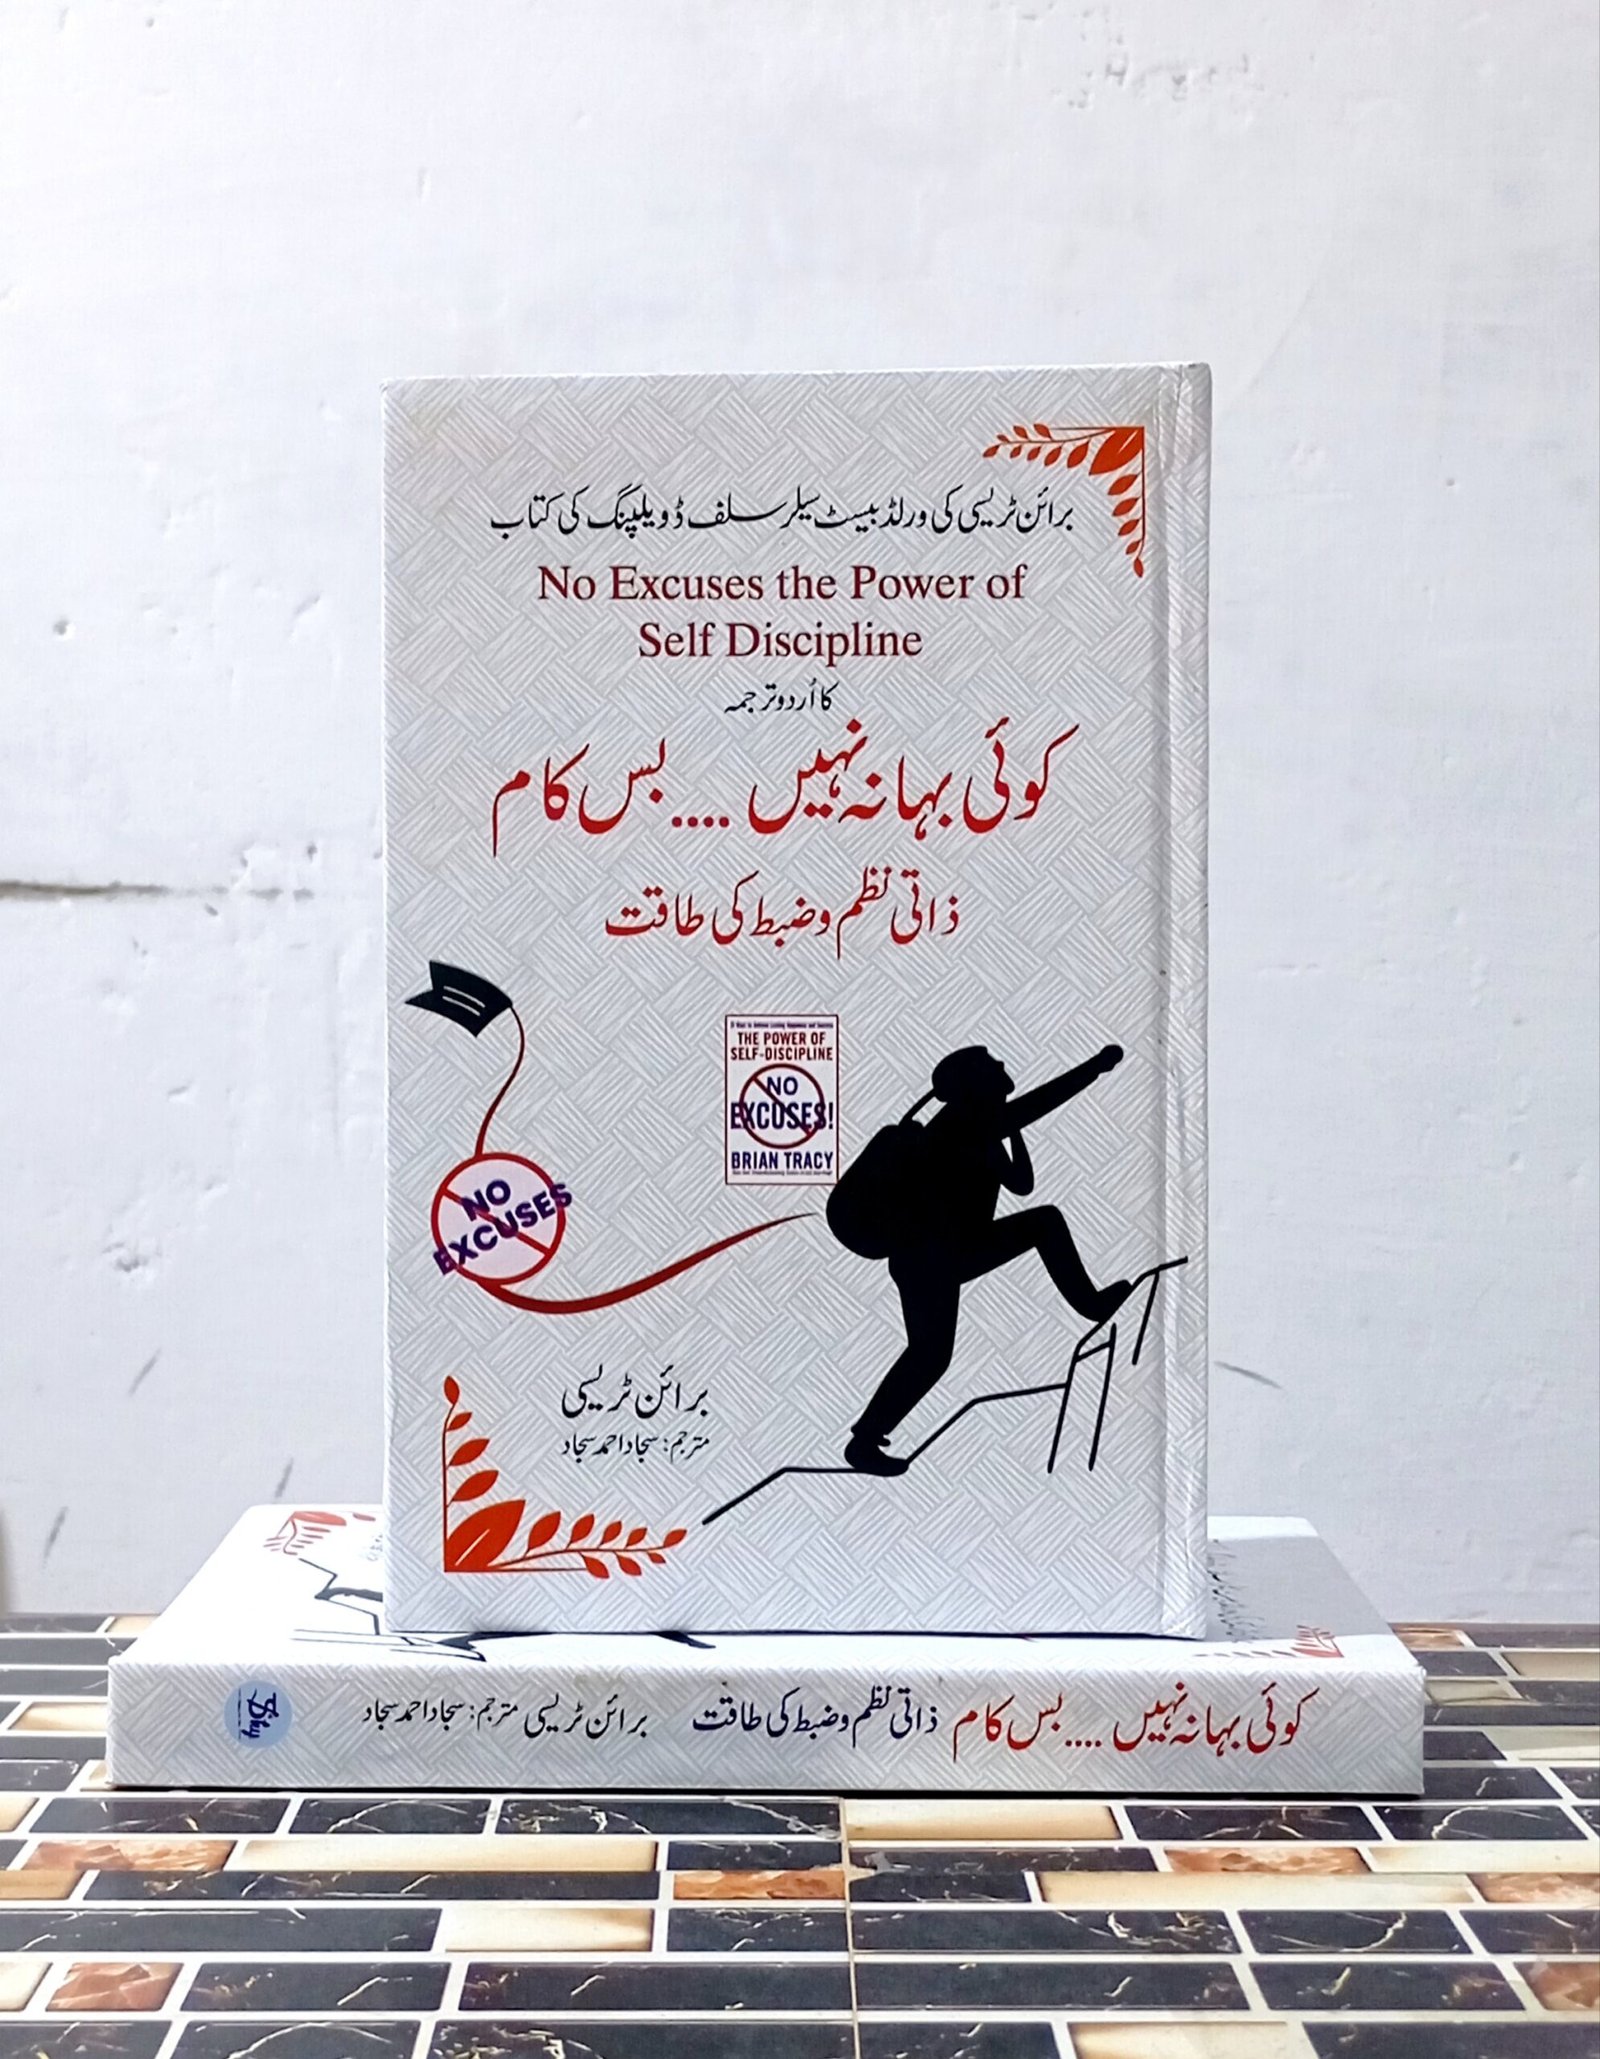 برائن ٹریسی کی ورلڈ بیسٹ سیلر سلف ڈویلپنگ کی کتاب
No Excuses the Power of
Self Discipline
کا اُردو ترجمہ
کوئی بہانہ نہیں .... بس کام
ذاتی نظم و ضبط کی طاقت
THE POWER OF
SELF-DISCIPLINE
NO
EXCUSES!
BRIAN TRACY
NO
EXCUSES
برائن ٹریسی
مترجم: سجاد احمد سجاد
کوئی بہانہ نہیں .... بس کام ذاتی نظم و ضبط کی طاقت برائن ٹریسی مترجم: سجاد احمد سجاد